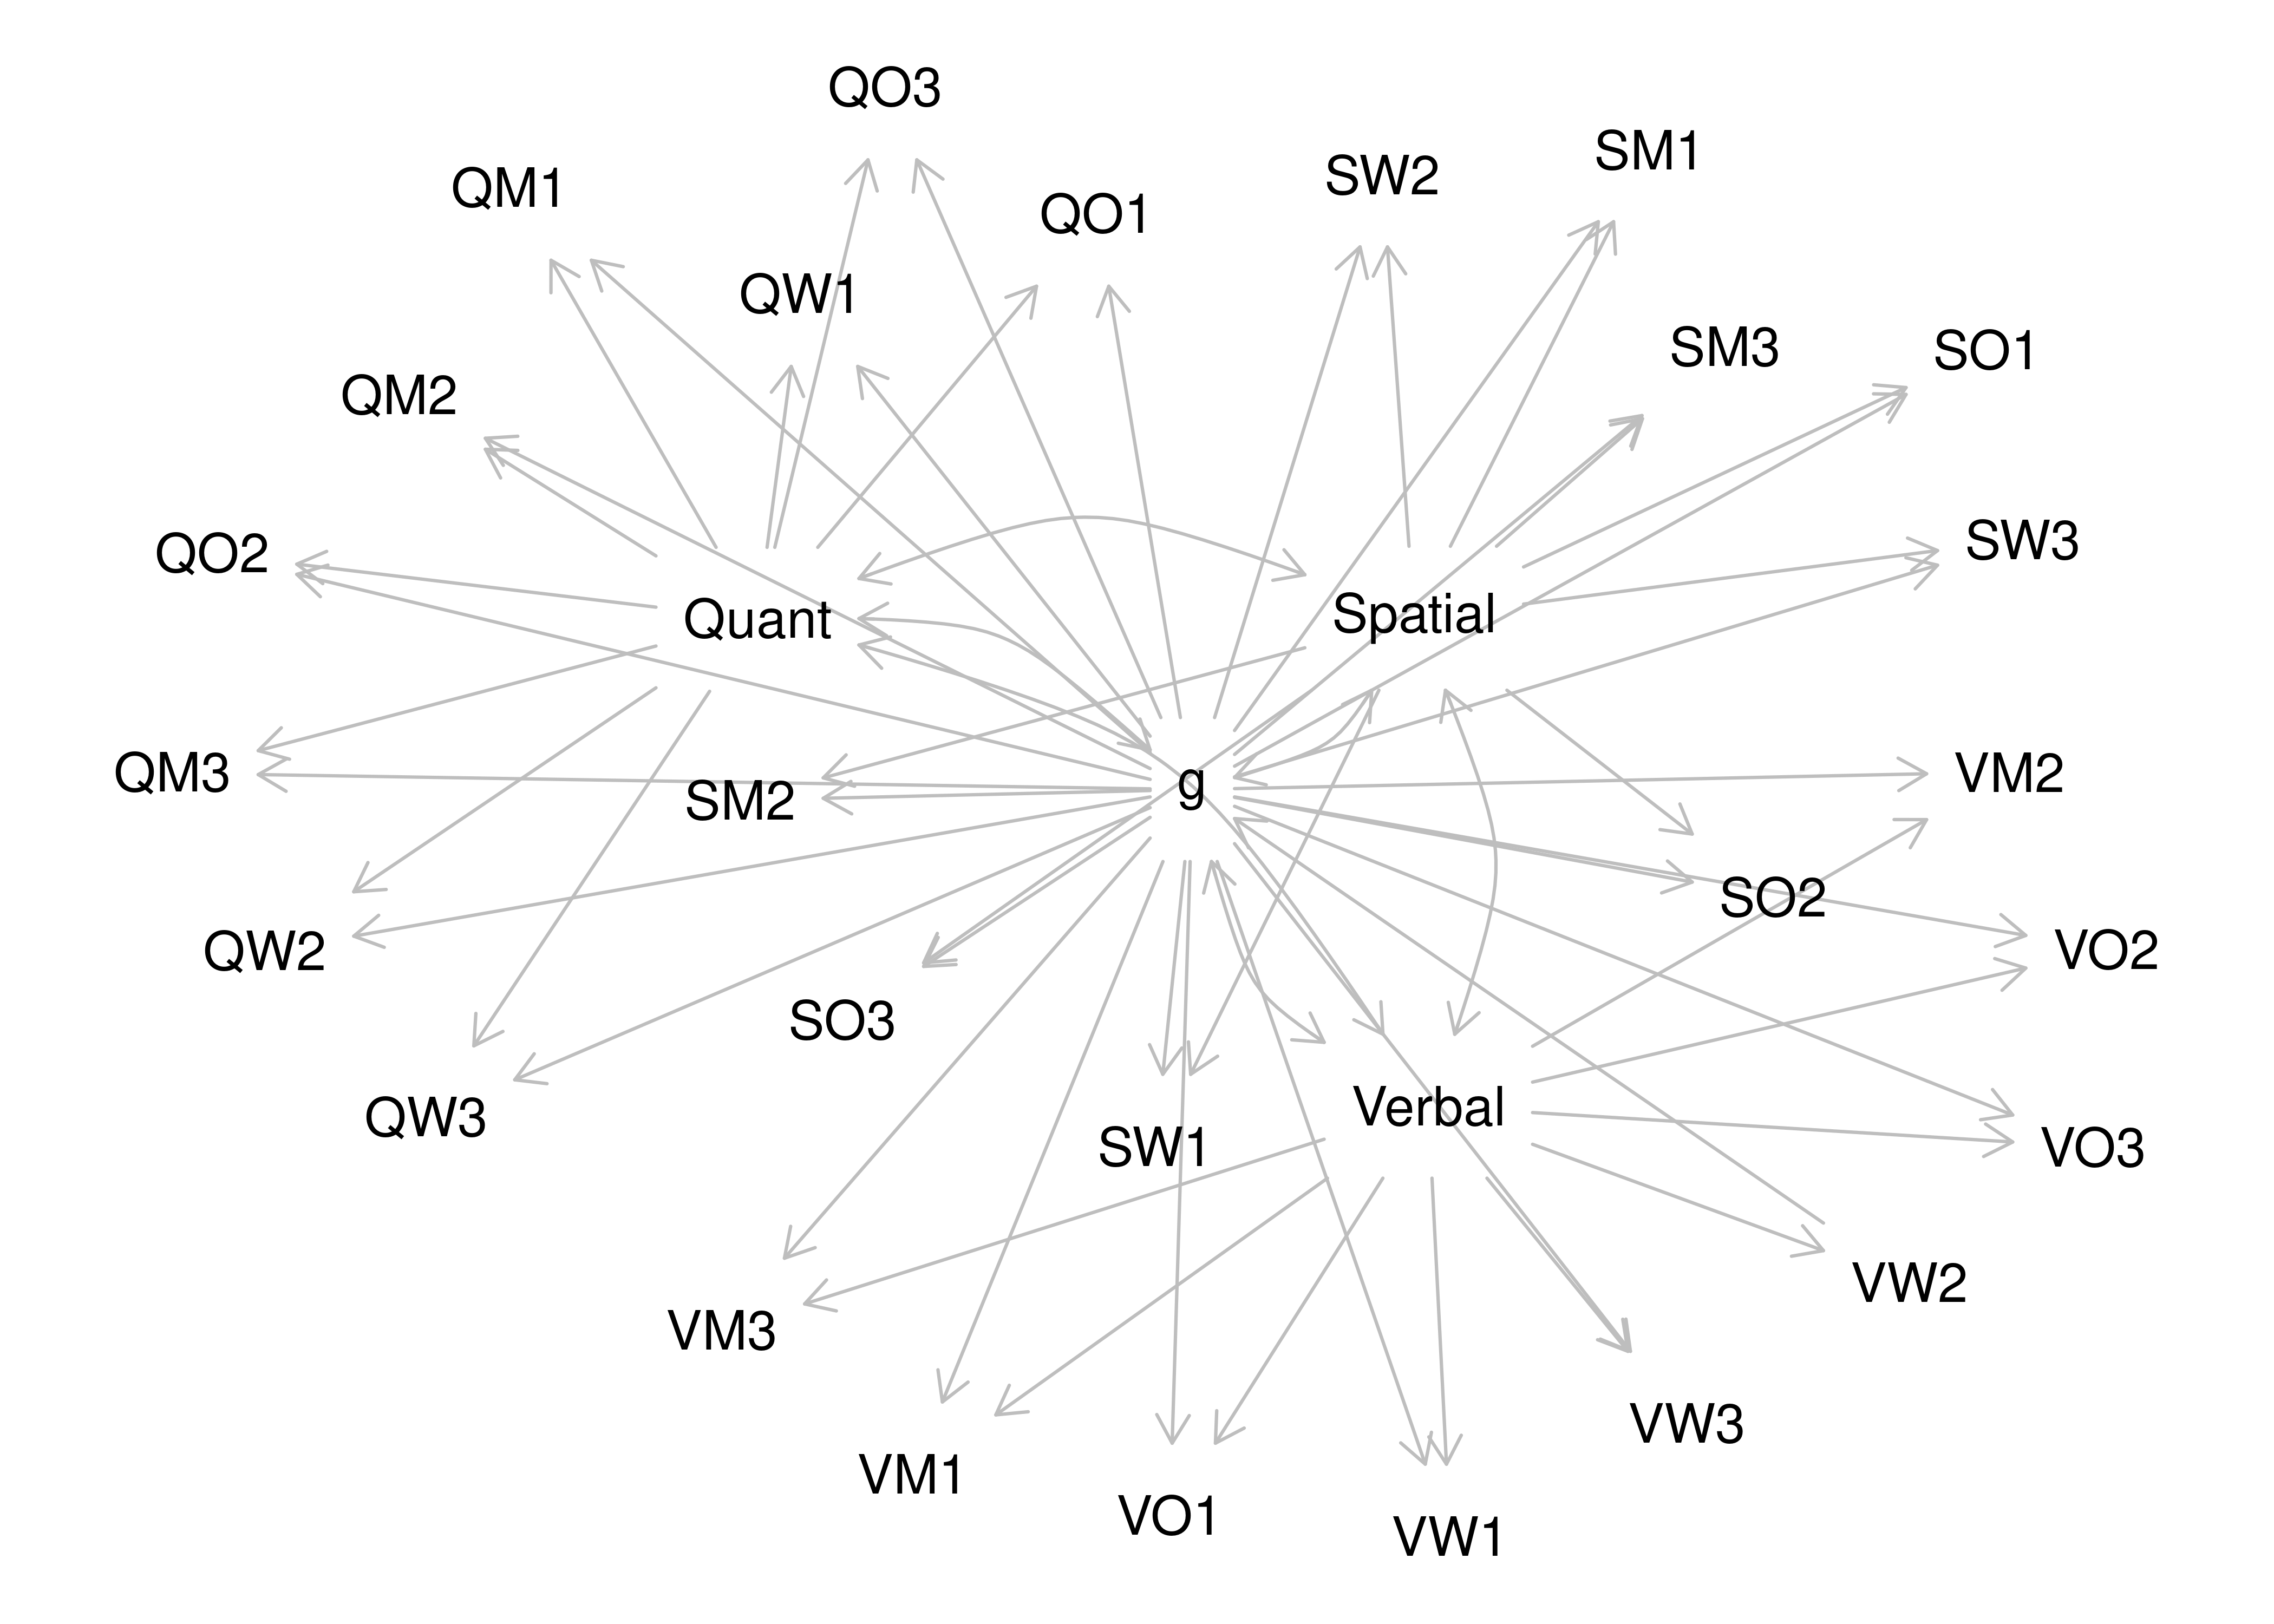 QO3
SM1
SW2
QM1
QO1
QW1
SM3
SO1
QM2
SW3
QO2
Spatial
Quant
QM3
VM2
g
SM2
SO2
QW2
VO2
SO3
Verbal
QW3
SW1
VO3
VW2
VM3
VW3
VM1
VO1
VW1